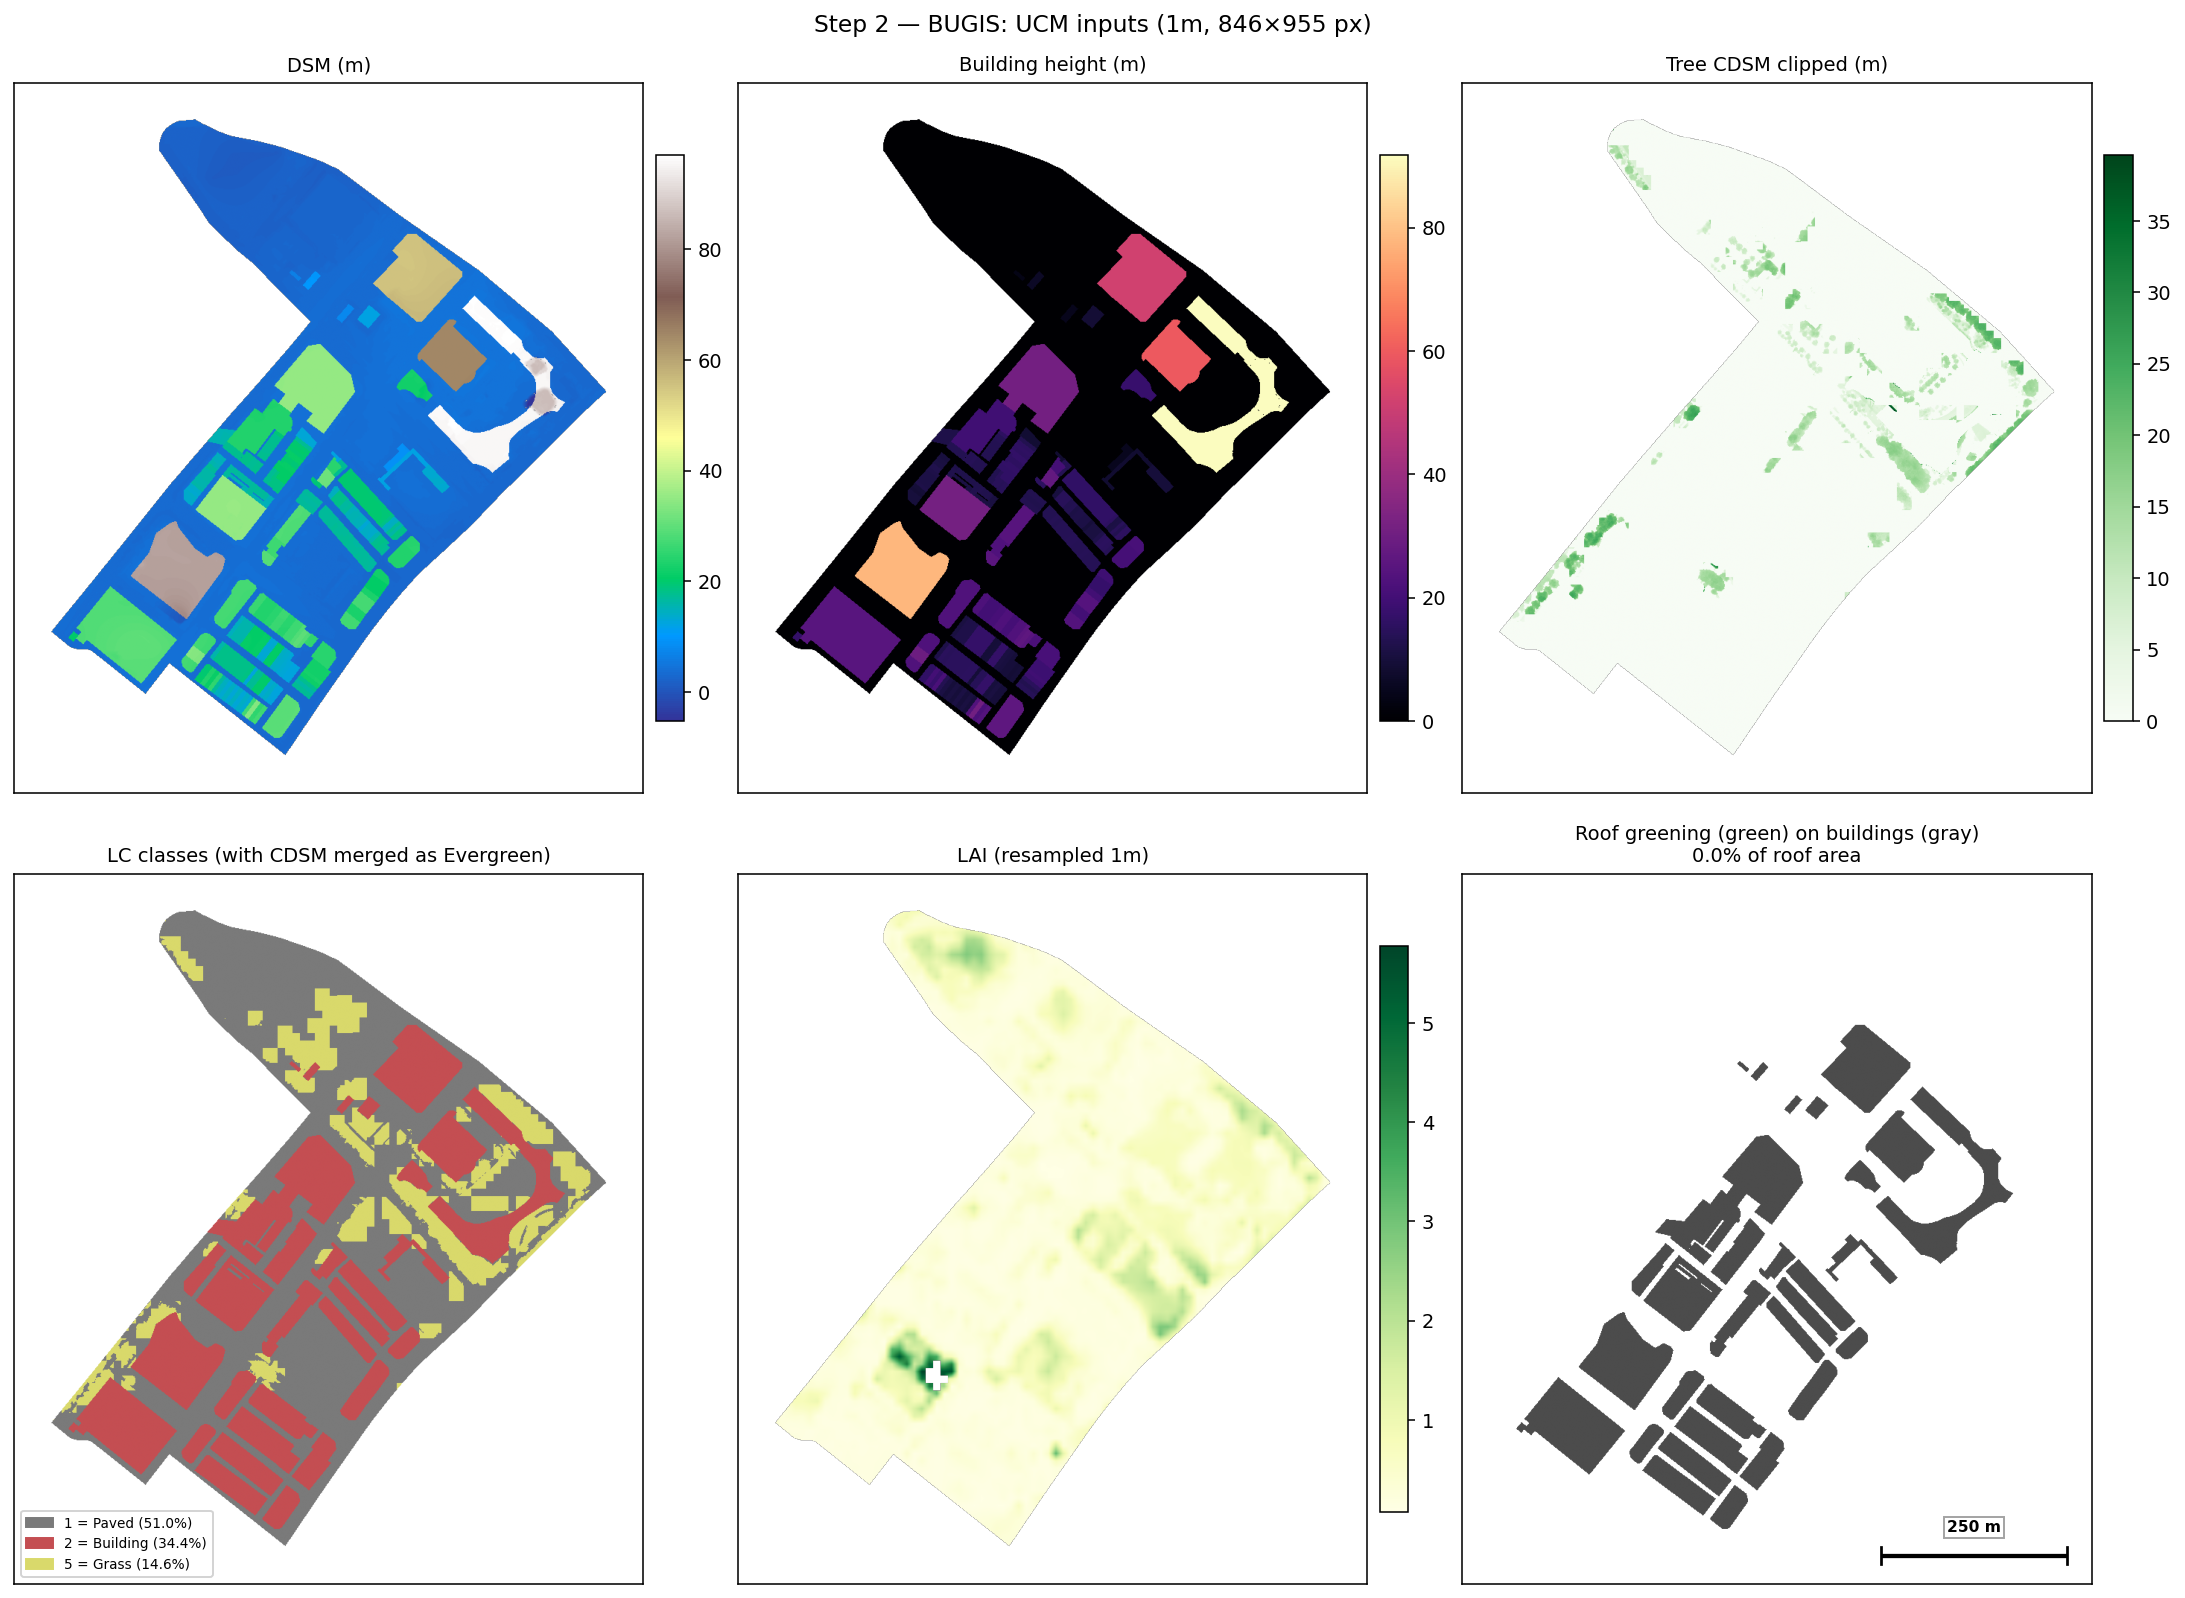 Step 2 — BUGIS: UCM inputs (1m, 846×955 px)
DSM (m)
80
60
40
20
0
Building height (m)
80
60
40
20
0
Tree CDSM clipped (m)
35
30
25
20
15
10
5
0
LC classes (with CDSM merged as Evergreen)
1 = Paved (51.0%)
2 = Building (34.4%)
5 = Grass (14.6%)
LAI (resampled 1m)
5
4
3
2
1
Roof greening (green) on buildings (gray)
0.0% of roof area
250 m